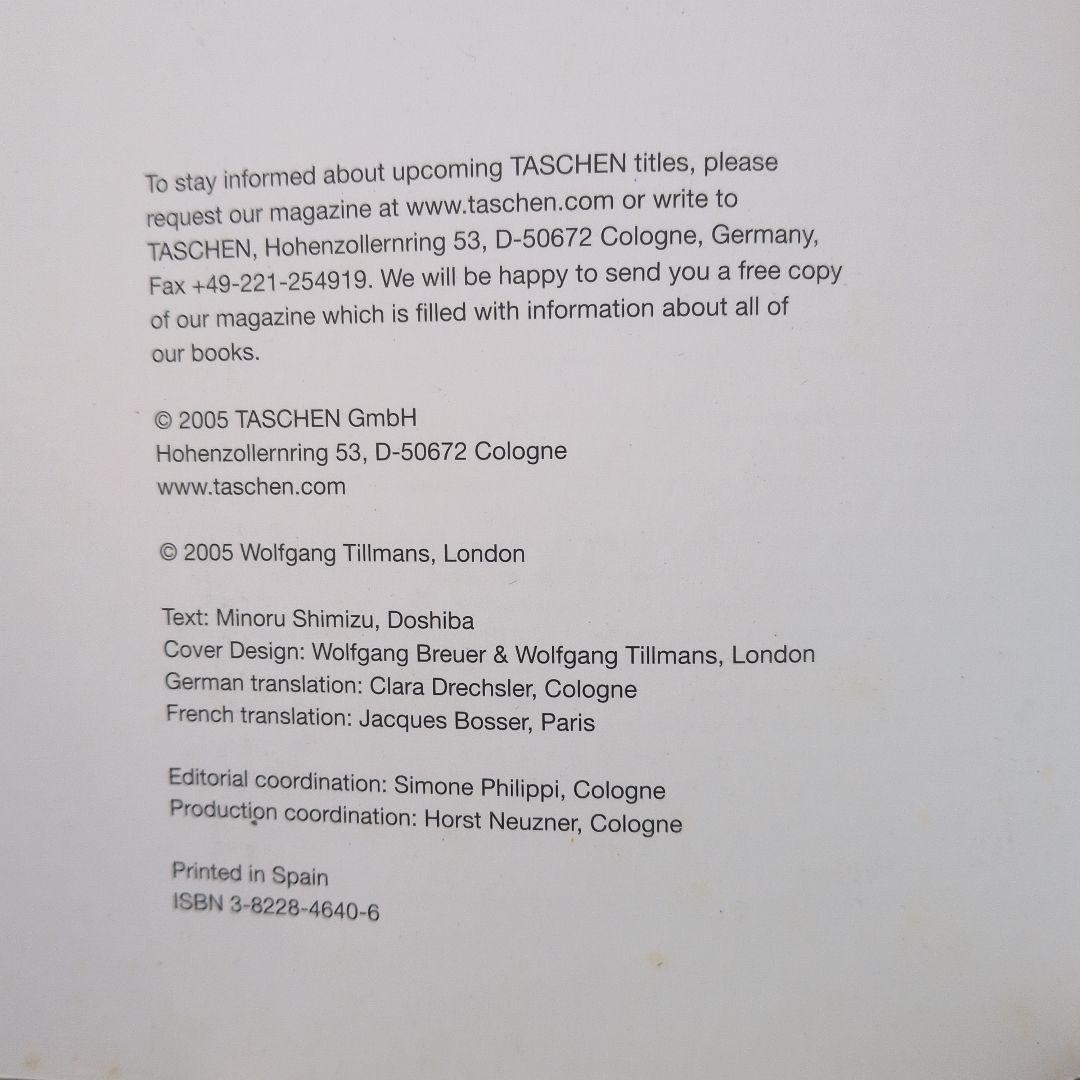 To stay informed about upcoming TASCHEN titles, please
request our magazine at www.taschen.com or write to
TASCHEN, Hohenzollernring 53, D-50672 Cologne, Germany,
Fax +49-221-254919. We will be happy to send you a free copy
of our magazine which is filled with information about all of
our books.
© 2005 TASCHEN GmbH
Hohenzollernring 53, D-50672 Cologne
www.taschen.com
© 2005 Wolfgang Tillmans, London
Text: Minoru Shimizu, Doshiba
Cover Design: Wolfgang Breuer & Wolfgang Tillmans, London
German translation: Clara Drechsler, Cologne
French translation: Jacques Bosser, Paris
Editorial coordination: Simone Philippi, Cologne
Production coordination: Horst Neuzner, Cologne
Printed in Spain
ISBN 3-8228-4640-6